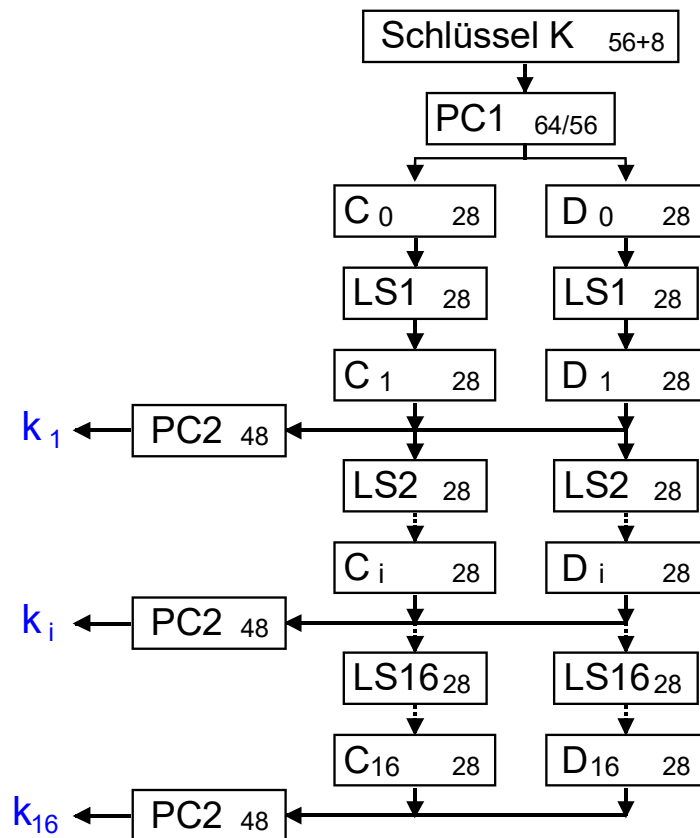 Schlüssel K 56+8
PC1 64/56
C 0 28 D 0 28
LS1 28 LS1 28
C 1 28 D 1 28
k 1 PC2 48
LS2 28 LS2 28
C i 28 D i 28
k i PC2 48
LS16 28 LS16 28
C16 28 D16 28
k16 PC2 48